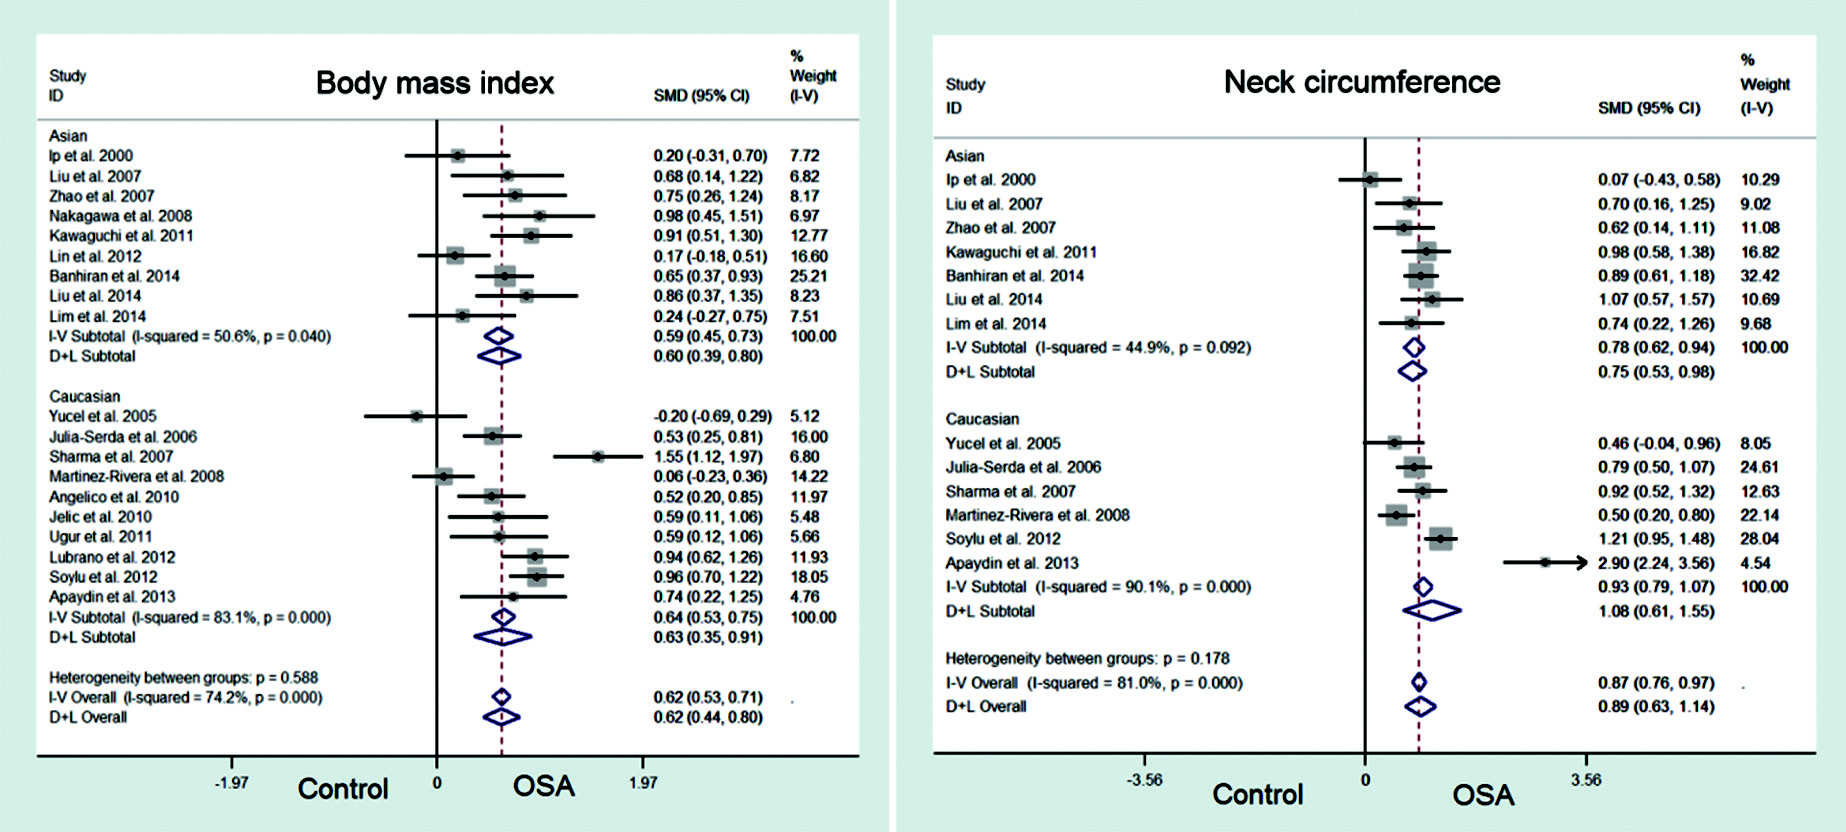 Body mass index
Study
ID
SMD (95% CI)
%
Weight
(I-V)
Asian
Ip et al. 2000 0.20 (-0.31, 0.70) 7.72
Liu et al. 2007 0.68 (0.14, 1.22) 6.82
Zhao et al. 2007 0.75 (0.26, 1.24) 8.17
Nakagawa et al. 2008 0.98 (0.45, 1.51) 6.97
Kawaguchi et al. 2011 0.91 (0.51, 1.30) 12.77
Lin et al. 2012 0.17 (-0.18, 0.51) 16.60
Banhiran et al. 2014 0.65 (0.37, 0.93) 25.21
Liu et al. 2014 0.86 (0.37, 1.35) 8.23
Lim et al. 2014 0.24 (-0.27, 0.75) 7.51
I-V Subtotal (I-squared = 50.6%, p = 0.040) 0.59 (0.45, 0.73) 100.00
D+L Subtotal 0.60 (0.39, 0.80)
Caucasian
Yucel et al. 2005 -0.20 (-0.69, 0.29) 5.12
Julia-Serda et al. 2006 0.53 (0.25, 0.81) 16.00
Sharma et al. 2007 1.55 (1.12, 1.97) 6.80
Martinez-Rivera et al. 2008 0.06 (-0.23, 0.36) 14.22
Angelico et al. 2010 0.52 (0.20, 0.85) 11.97
Jelic et al. 2010 0.59 (0.11, 1.06) 5.48
Ugur et al. 2011 0.59 (0.12, 1.06) 5.66
Lubrano et al. 2012 0.94 (0.62, 1.26) 11.93
Soylu et al. 2012 0.96 (0.70, 1.22) 18.05
Apaydin et al. 2013 0.74 (0.22, 1.25) 4.76
I-V Subtotal (I-squared = 83.1%, p = 0.000) 0.64 (0.53, 0.75) 100.00
D+L Subtotal 0.63 (0.35, 0.91)
Heterogeneity between groups: p = 0.588
I-V Overall (I-squared = 74.2%, p = 0.000) 0.62 (0.53, 0.71) .
D+L Overall 0.62 (0.44, 0.80)
-1.97 0 1.97
Control OSA
Neck circumference
Study
ID
SMD (95% CI)
%
Weight
(I-V)
Asian
Ip et al. 2000 0.07 (-0.43, 0.58) 10.29
Liu et al. 2007 0.70 (0.16, 1.25) 9.02
Zhao et al. 2007 0.62 (0.14, 1.11) 11.08
Kawaguchi et al. 2011 0.98 (0.58, 1.38) 16.82
Banhiran et al. 2014 0.89 (0.61, 1.18) 32.42
Liu et al. 2014 1.07 (0.57, 1.57) 10.69
Lim et al. 2014 0.74 (0.22, 1.26) 9.68
I-V Subtotal (I-squared = 44.9%, p = 0.092) 0.78 (0.62, 0.94) 100.00
D+L Subtotal 0.75 (0.53, 0.98)
Caucasian
Yucel et al. 2005 0.46 (-0.04, 0.96) 8.05
Julia-Serda et al. 2006 0.79 (0.50, 1.07) 24.61
Sharma et al. 2007 0.92 (0.52, 1.32) 12.63
Martinez-Rivera et al. 2008 0.50 (0.20, 0.80) 22.14
Soylu et al. 2012 1.21 (0.95, 1.48) 28.04
Apaydin et al. 2013 2.90 (2.24, 3.56) 4.54
I-V Subtotal (I-squared = 90.1%, p = 0.000) 0.93 (0.79, 1.07) 100.00
D+L Subtotal 1.08 (0.61, 1.55)
Heterogeneity between groups: p = 0.178
I-V Overall (I-squared = 81.0%, p = 0.000) 0.87 (0.76, 0.97) .
D+L Overall 0.89 (0.63, 1.14)
-3.56 0 3.56
Control OSA